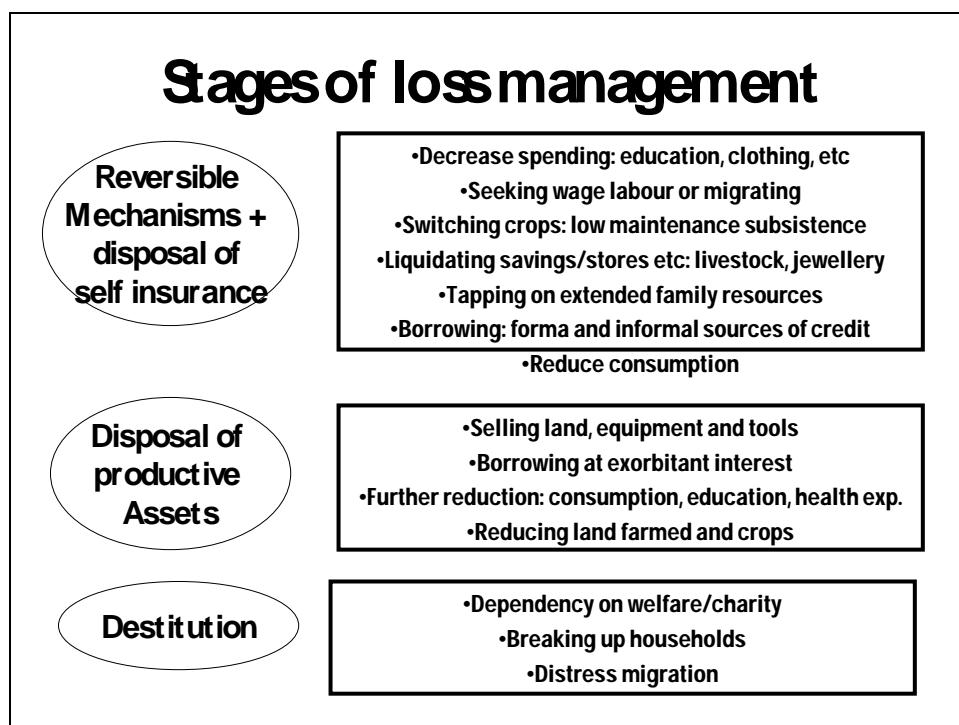 Stages of loss management
Reversible
Mechanisms +
disposal of
self insurance
•Decrease spending: education, clothing, etc
•Seeking wage labour or migrating
•Switching crops: low maintenance subsistence
•Liquidating savings/stores etc: livestock, jewellery
•Tapping on extended family resources
•Borrowing: forma and informal sources of credit
•Reduce consumption
Disposal of
productive
Assets
•Selling land, equipment and tools
•Borrowing at exorbitant interest
•Further reduction: consumption, education, health exp.
•Reducing land farmed and crops
Destitution
•Dependency on welfare/charity
•Breaking up households
•Distress migration